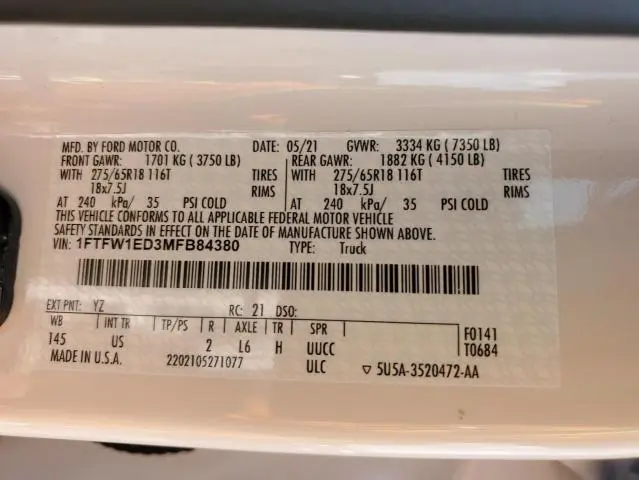 MFD. BY FORD MOTOR CO. DATE: 05/21 GVWR: 3334 KG ( 7350 LB)
FRONT GAWR: 1701 KG ( 3750 LB) REAR GAWR: 1882 KG ( 4150 LB)
WITH 275/65R18 116T TIRES WITH 275/65R18 116T TIRES
18x7.5J RIMS 18x7.5J RIMS
AT 240 kPa/ 35 PSI COLD AT 240 kPa/ 35 PSI COLD
THIS VEHICLE CONFORMS TO ALL APPLICABLE FEDERAL MOTOR VEHICLE
SAFETY STANDARDS IN EFFECT ON THE DATE OF MANUFACTURE SHOWN ABOVE.
VIN: 1FTFW1ED3MFB84380 TYPE: Truck
EXT PNT: YZ RC: 21 DSO:
WB INT TR TP/PS R AXLE TR SPR F0141
145 US 2 L6 H UUCC T0684
MADE IN U.S.A. 2202105271077 ULC ▽ 5U5A-3520472-AA